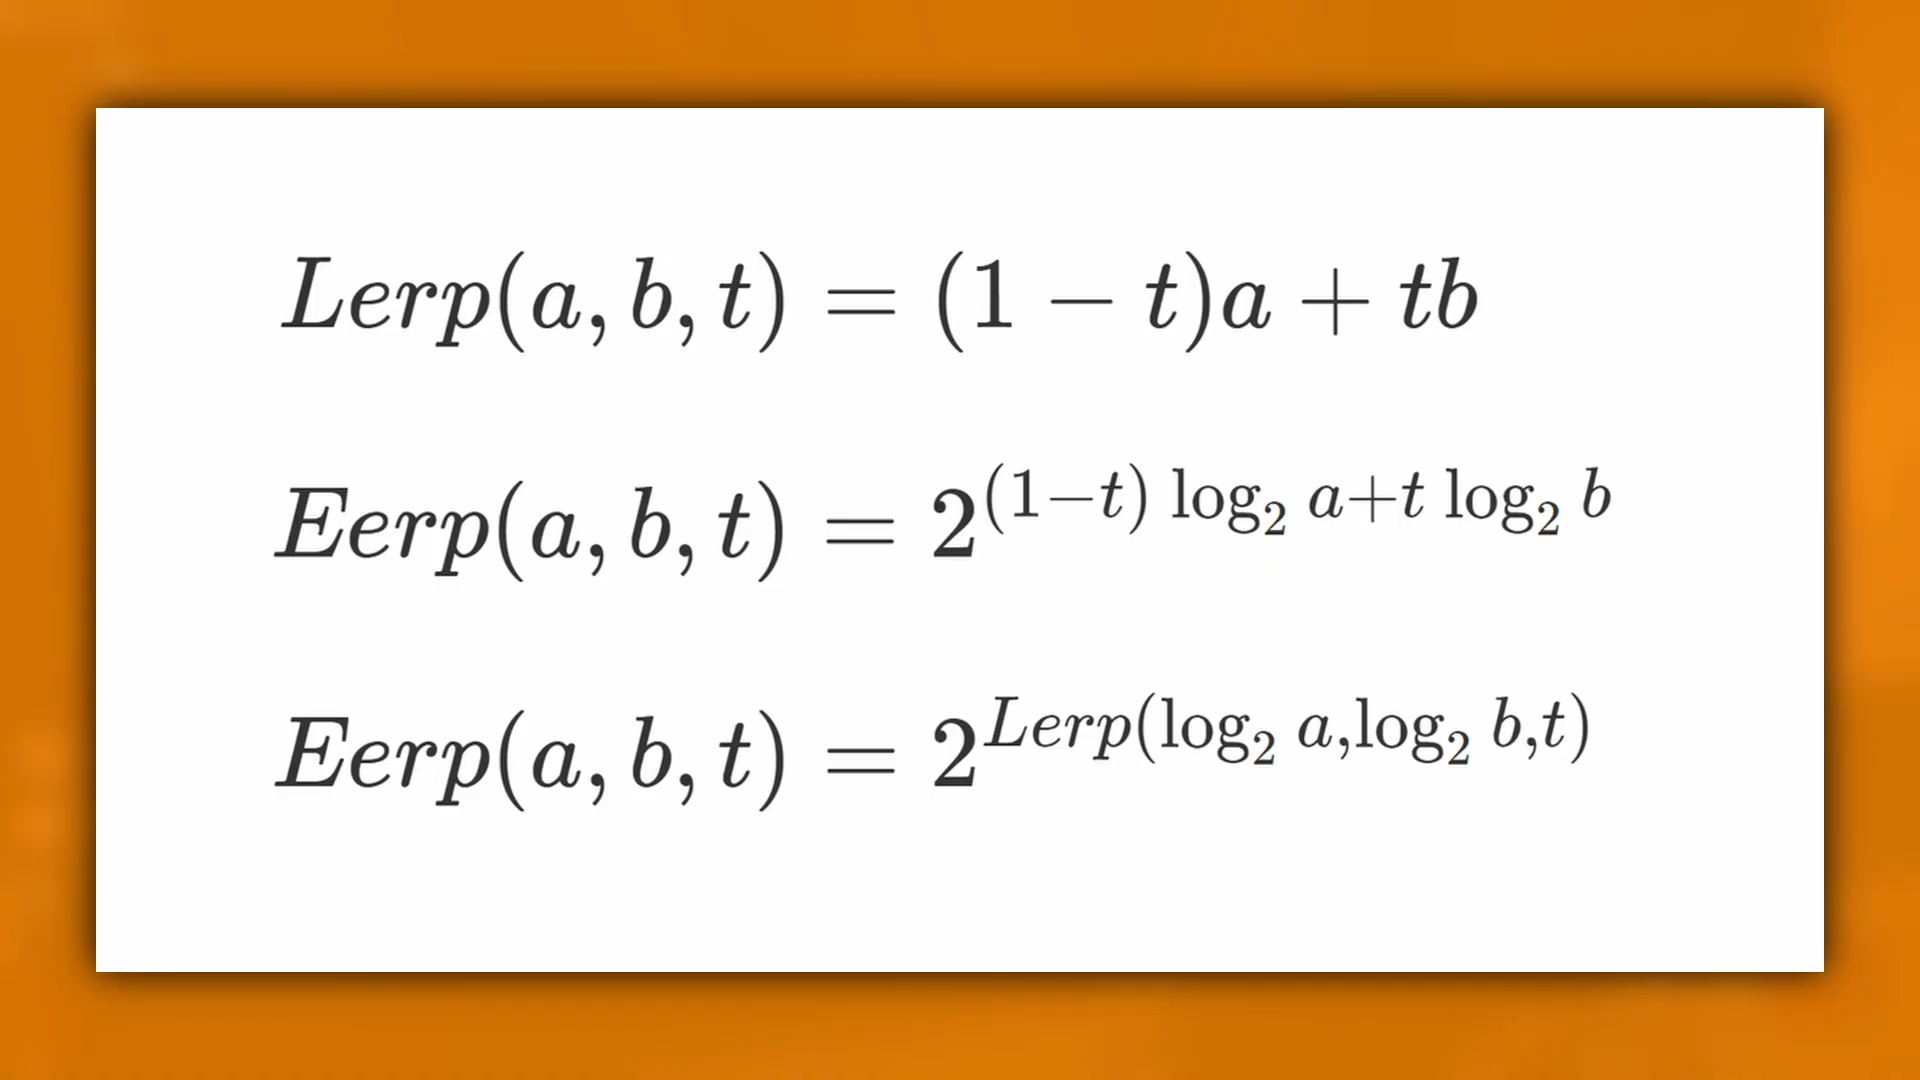 Lerp(a, b, t) = (1 − t)a + tb
Eerp(a, b, t) = 2^{(1−t) log₂ a+t log₂ b}
Eerp(a, b, t) = 2^{Lerp(log₂ a,log₂ b,t)}